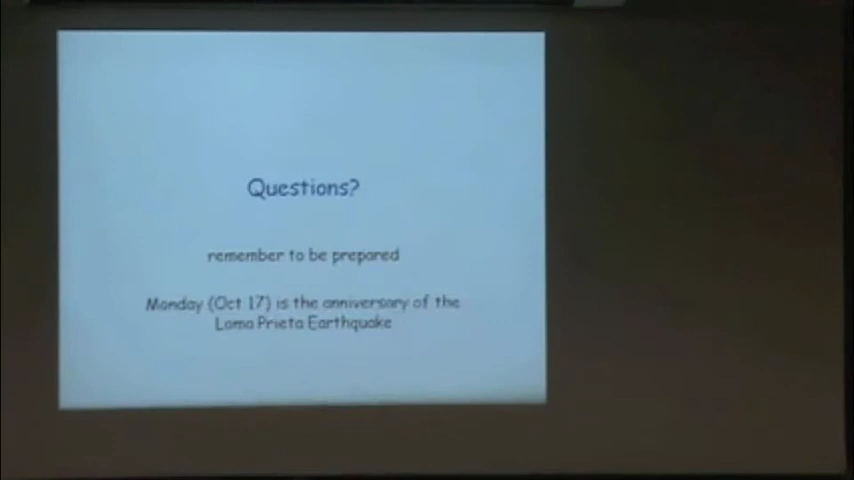 Questions?
remember to be prepared
Monday (Oct 17) is the anniversary of the
Loma Prieta Earthquake